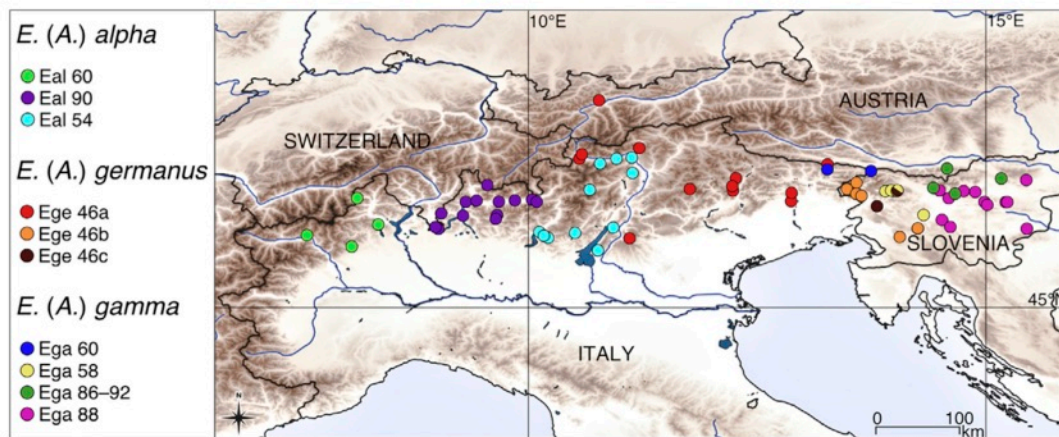 E. (A.) alpha
Eal 60
Eal 90
Eal 54
E. (A.) germanus
Ege 46a
Ege 46b
Ege 46c
E. (A.) gamma
Ega 60
Ega 58
Ega 86–92
Ega 88
10°E
15°E
AUSTRIA
SWITZERLAND
SLOVENIA
45°
ITALY
N
0 100
km